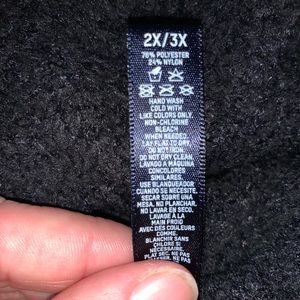 2X/3X
76% POLYESTER
24% NYLON
HAND WASH
COLD WITH
LIKE COLORS ONLY.
NON-CHLORINE
BLEACH
WHEN NEEDED.
LAY FLAT TO DRY.
DO NOT IRON.
DO NOT DRY CLEAN.
LAVADO A MÁQUINA
CON COLORES
SIMILARES.
USE BLANQUEADOR
CUANDO SE NECESITE.
SECAR SOBRE UNA
MESA. NO PLANCHAR.
NO LAVAR EN SECO.
LAVAGE À LA
MAIN FROID
AVEC DES COULEURS
COMME.
BLANCHIR SANS
CHLORE SI
NÉCESSAIRE.
PLAT SEC, NE PAS